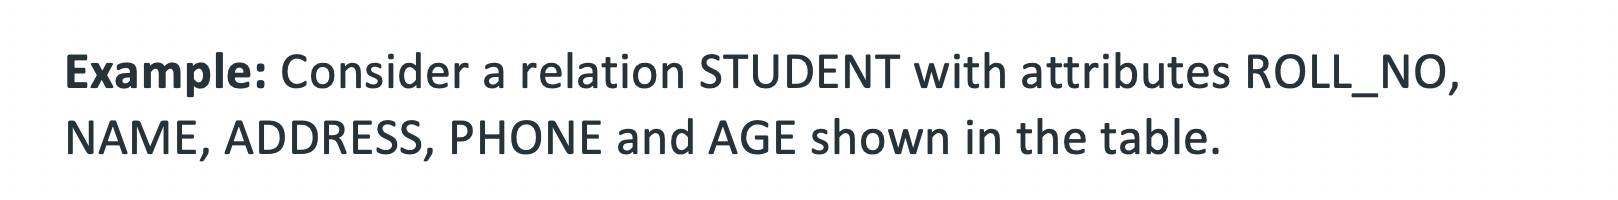 Example: Consider a relation STUDENT with attributes ROLL_NO,
NAME, ADDRESS, PHONE and AGE shown in the table.